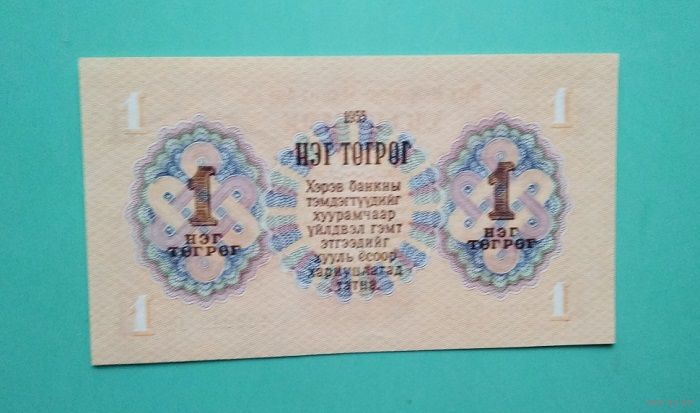 1
1
1955
НЭГ ТӨГРӨГ
1
НЭГ
ТӨГРӨГ
Хэрэв банкны
тэмдэгтүүдийг
хуурамчаар
үйлдвэл гэмт
этгээдийг
хууль ёсоор
хариуцлагад
татна.
1
НЭГ
ТӨГРӨГ
1
1